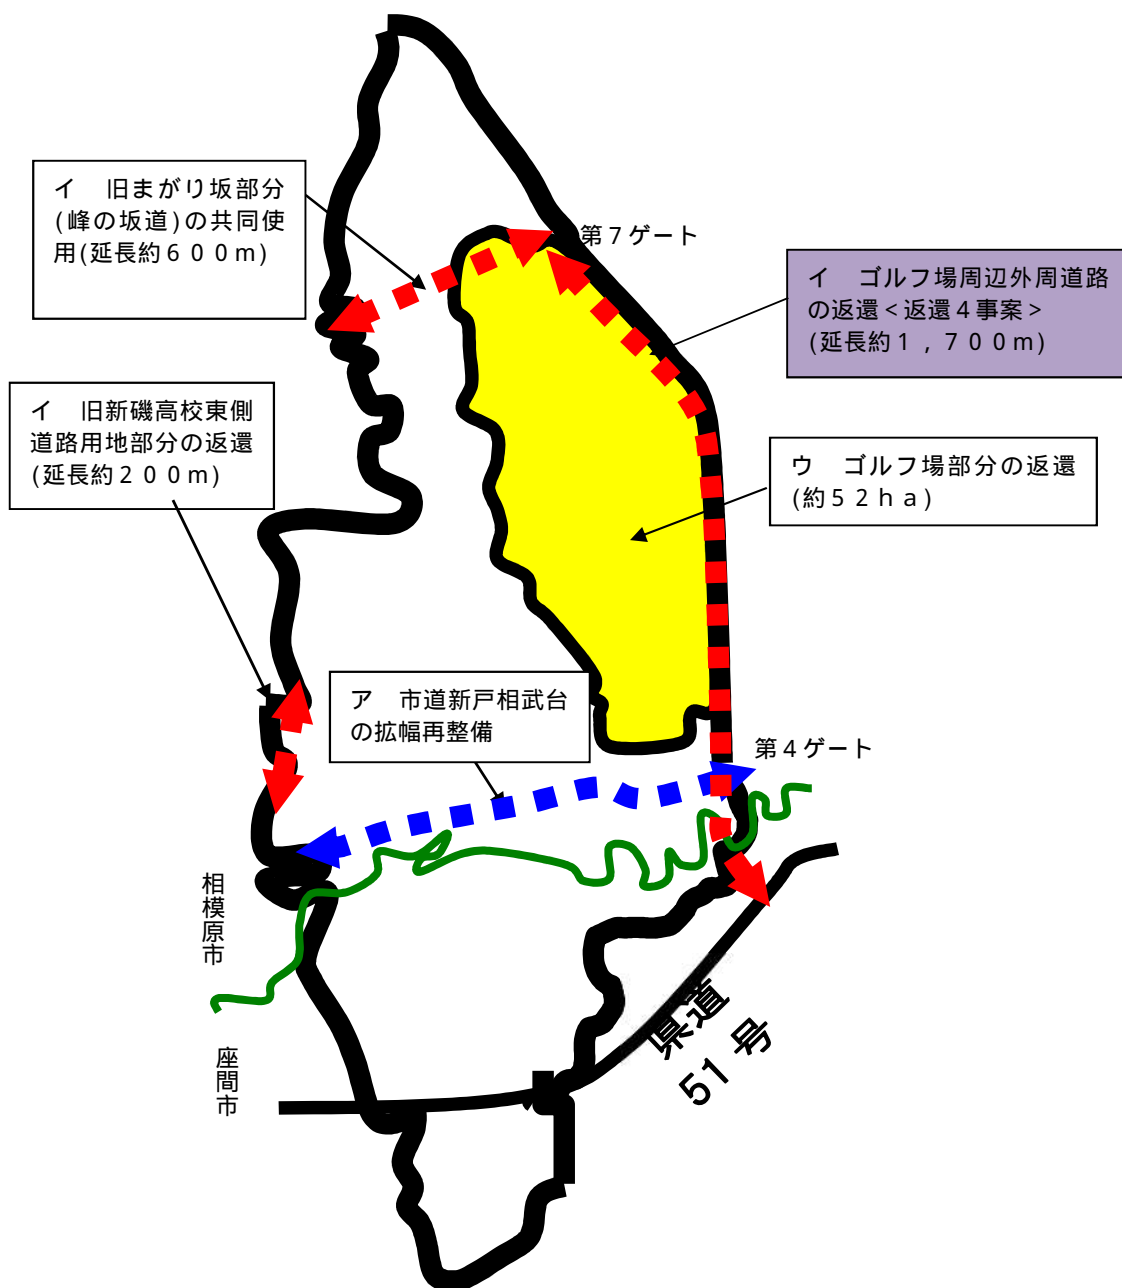 イ　旧まがり坂部分
(峰の坂道)の共同使
用(延長約６００ｍ)
第７ゲート
イ　ゴルフ場周辺外周道路
の返還＜返還４事案＞
(延長約１，７００ｍ)
イ　旧新磯高校東側
道路用地部分の返還
(延長約２００ｍ)
ウ　ゴルフ場部分の返還
(約５２ｈａ)
ア　市道新戸相武台
の拡幅再整備
第４ゲート
相模原市
座間市
県道
51 号